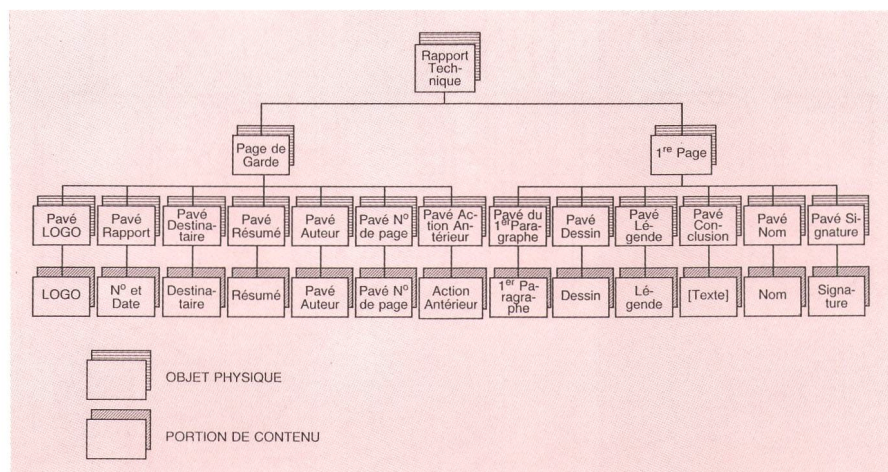 Rapport
Tech-
nique
Page de
Garde
1re Page
Pavé
LOGO
Pavé
Rapport
Pavé
Destina-
taire
Pavé
Résumé
Pavé
Auteur
Pavé No
de page
Pavé Ac-
tion An-
térieur
Pavé du
1erPara-
graphe
Pavé
Dessin
Pavé
Lé-
gende
Pavé
Con-
clusion
Pavé
Nom
Pavé Si-
gnature
LOGO
No et
Date
Destina-
taire
Résumé
Pavé
Auteur
Pavé No
de page
Action
Antérieur
1er Pa-
ragra-
phe
Dessin
Lé-
gende
[Texte]
Nom
Signa-
ture
OBJET PHYSIQUE
PORTION DE CONTENU